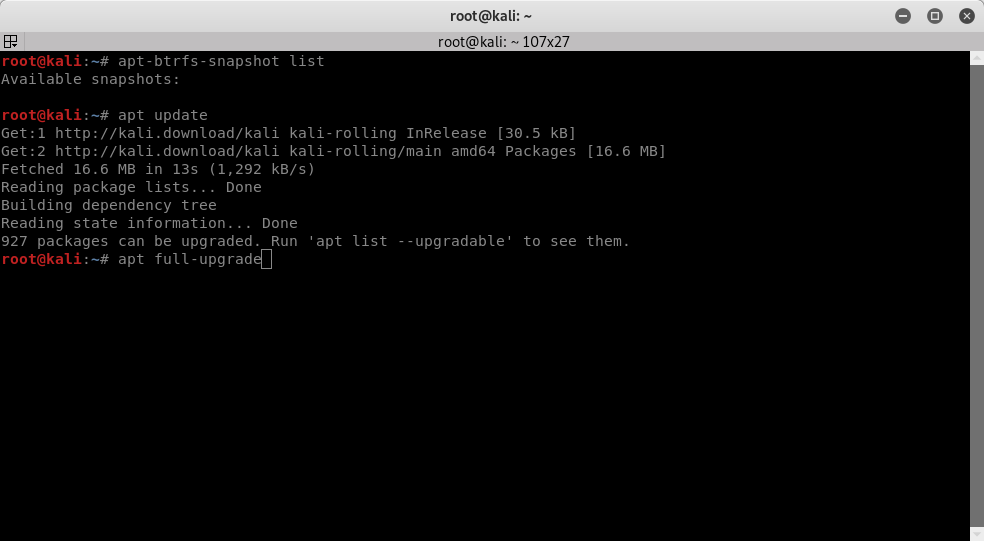 root@kali: ~
root@kali: ~ 107x27
root@kali:~# apt-btrfs-snapshot list
Available snapshots:
root@kali:~# apt update
Get:1 http://kali.download/kali kali-rolling InRelease [30.5 kB]
Get:2 http://kali.download/kali kali-rolling/main amd64 Packages [16.6 MB]
Fetched 16.6 MB in 13s (1,292 kB/s)
Reading package lists... Done
Building dependency tree
Reading state information... Done
927 packages can be upgraded. Run 'apt list --upgradable' to see them.
root@kali:~# apt full-upgrade